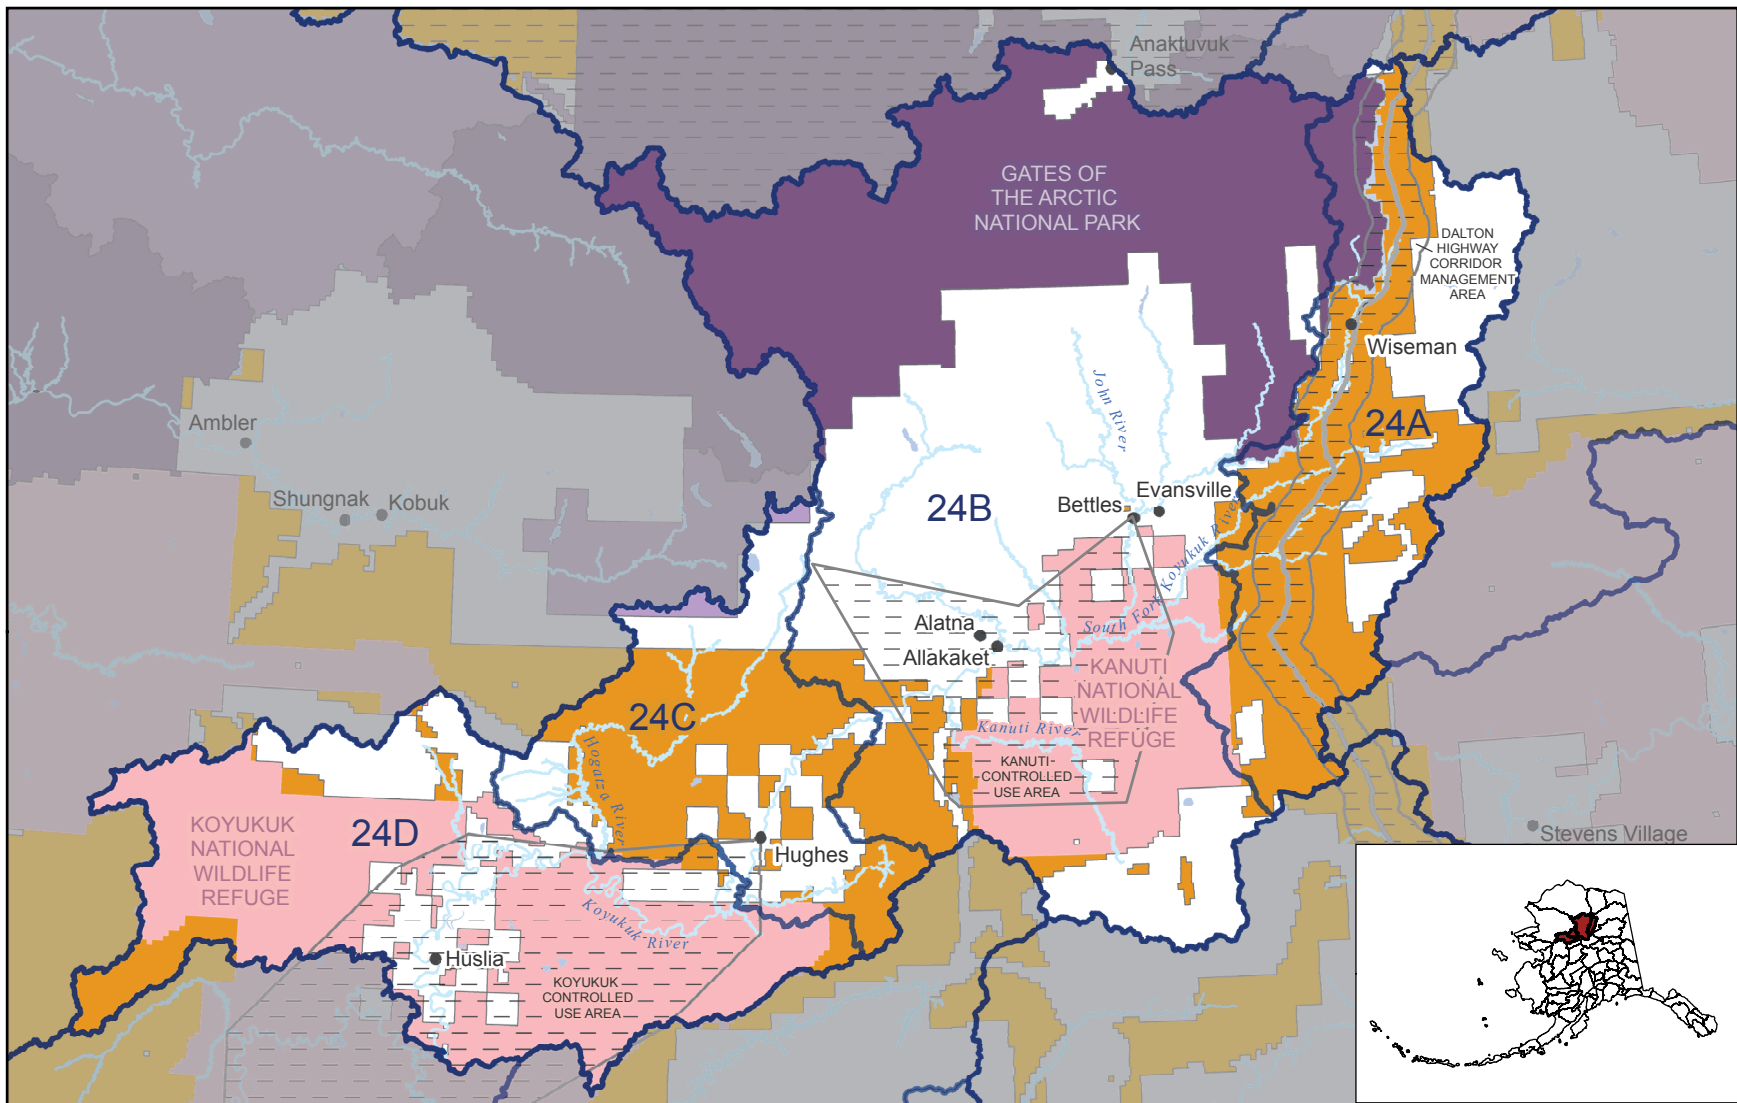 Anaktuvuk
Pass
GATES OF
THE ARCTIC
NATIONAL PARK
DALTON
HIGHWAY
CORRIDOR
MANAGEMENT
AREA
Wiseman
John River
Ambler
24A
Shungnak
Kobuk
24B
Bettles
Evansville
South Fork Koyukuk River
Alatna
Allakaket
KANUTI
NATIONAL
WILDLIFE
REFUGE
24C
Kanuti River
Hogatza River
KANUTI
CONTROLLED
USE AREA
KOYUKUK
NATIONAL
WILDLIFE
REFUGE
24D
Hughes
Stevens Village
Koyukuk River
Huslia
KOYUKUK
CONTROLLED
USE AREA